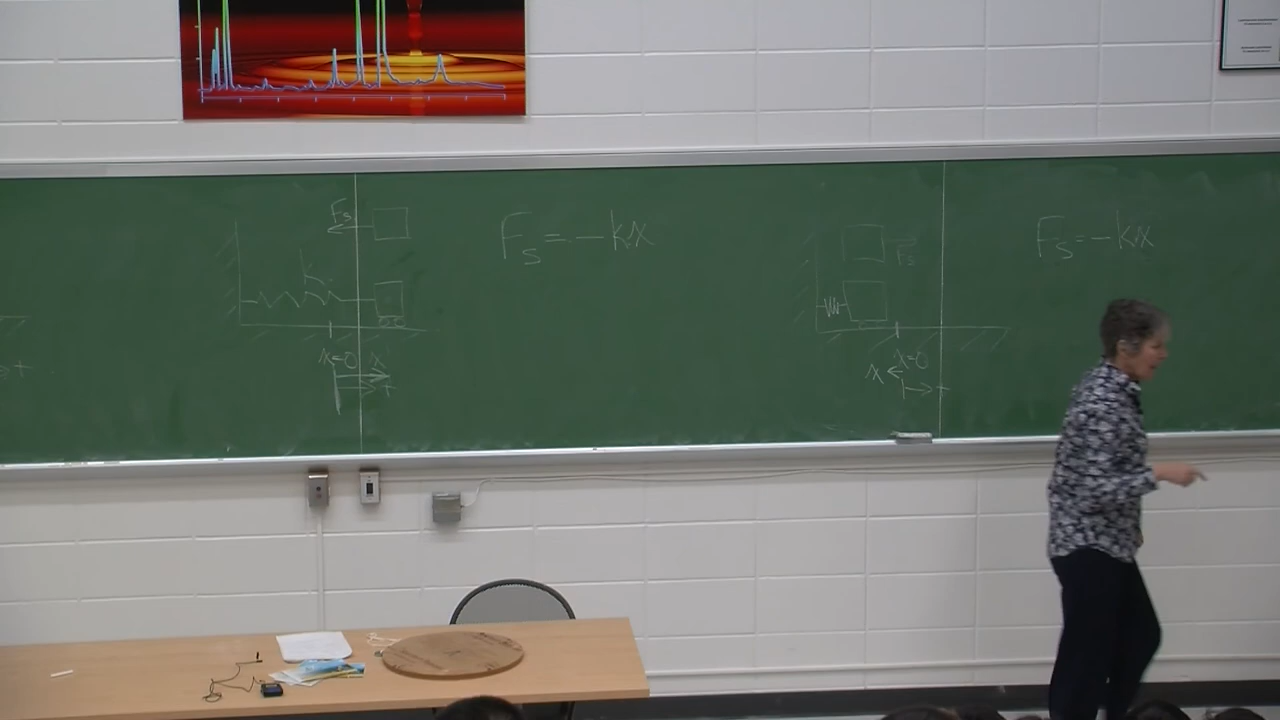 Fs
Fs = -kx
k
x=0 x
+
Fs
Fs = -kx
x x=0
+
+